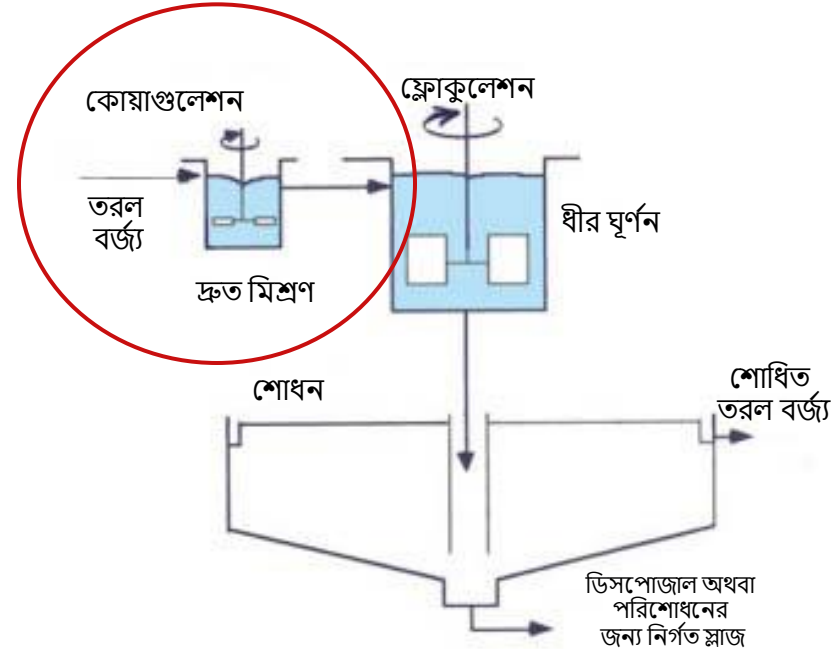 কোয়াগুলেশন
ফ্লোকুলেশন
তরল
বর্জ্য
ধীর ঘূর্ণন
দ্রুত মিশ্রণ
শোধন
শোধিত
তরল বর্জ্য
ডিসপোজাল অথবা
পরিশোধনের
জন্য নির্গত স্লাজ